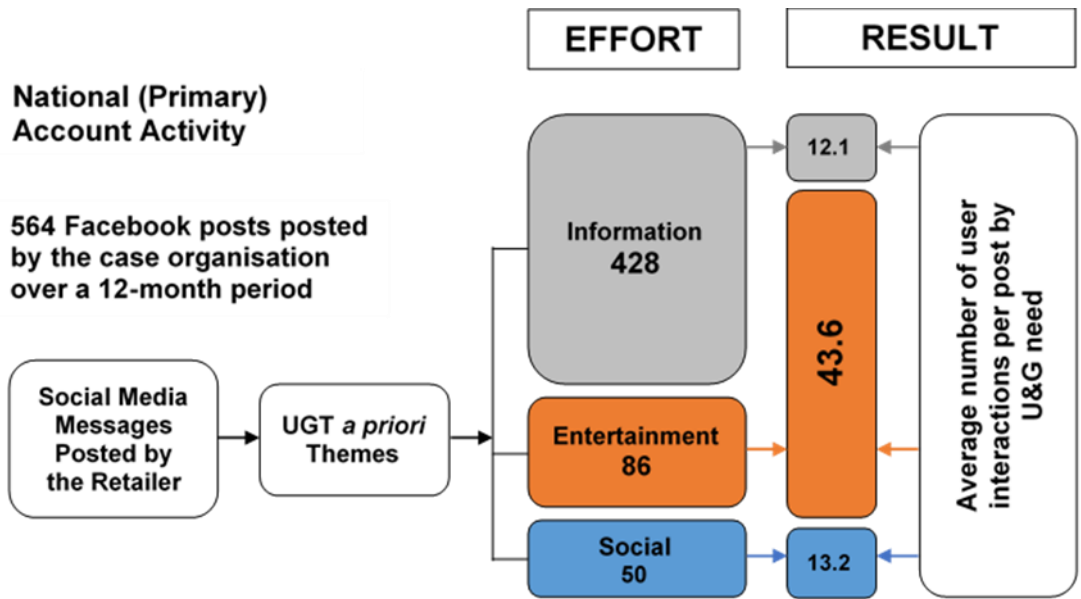 EFFORT
RESULT
National (Primary)
Account Activity
564 Facebook posts posted
by the case organisation
over a 12-month period
Social Media
Messages
Posted by
the Retailer
UGT a priori
Themes
Information
428
Entertainment
86
Social
50
12.1
43.6
13.2
Average number of user
interactions per post by
U&G need